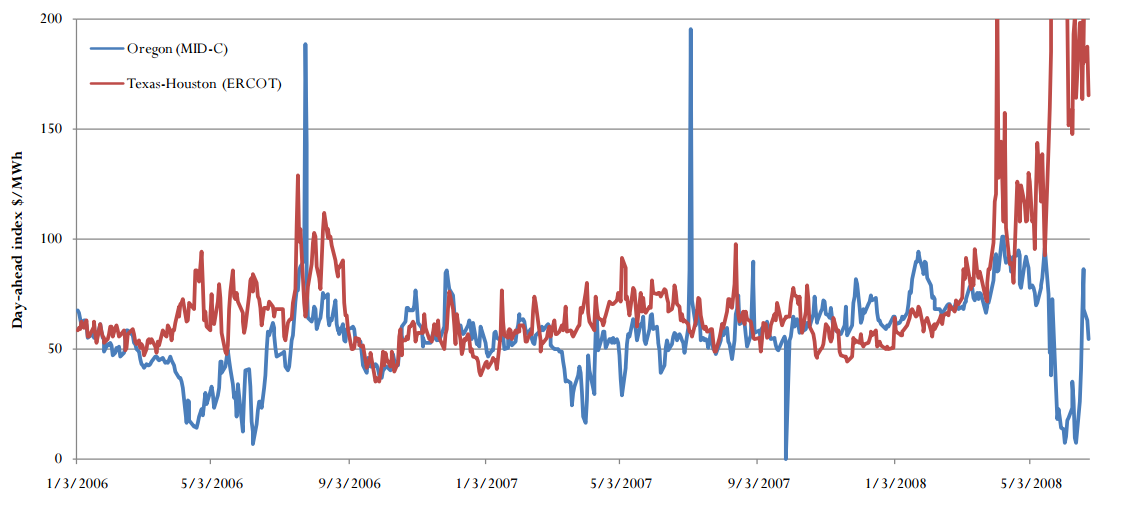 200
150
100
50
0
Day-ahead index $/MWh
Oregon (MID-C)
Texas-Houston (ERCOT)
1/3/2006 5/3/2006 9/3/2006 1/3/2007 5/3/2007 9/3/2007 1/3/2008 5/3/2008